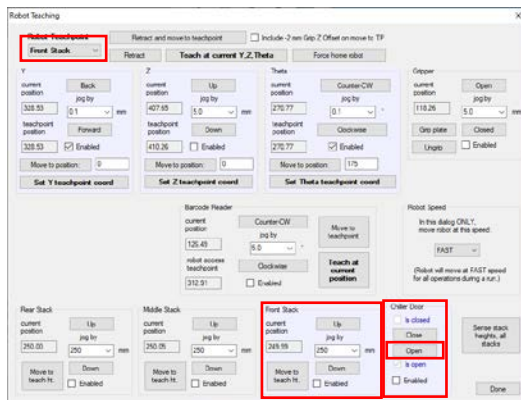 Robot Teaching
Robot Teachpoint
Front Stack
Retract and move to teachpoint
Include -2 mm Grip Z Offset on move to TP
Retract
Teach at current Y,Z,Theta
Force home robot
Y
current position
328.53
Back
jog by
0.1 mm
teachpoint position
328.53
Forward
Enabled
Move to position: 0
Set Y teachpoint coord
Z
current position
407.65
Up
jog by
5.0 mm
teachpoint position
410.26
Down
Enabled
Move to position: 0
Set Z teachpoint coord
Theta
current position
270.77
Counter-CW
jog by
0.1 °
teachpoint position
270.77
Clockwise
Enabled
Move to position: 175
Set Theta teachpoint coord
Gripper
current position
118.26
Open
jog by
5.0 mm
Grip plate
Closed
Ungrip
Enabled
Barcode Reader
current position
126.49
Counter-CW
jog by
5.0 °
robot access teachpoint
312.91
Clockwise
Enabled
Move to teachpoint
Teach at current position
Robot Speed
In this dialog ONLY,
move robot at this speed.
FAST
(Robot will move at FAST speed
for all operations during a run.)
Rear Stack
current position
250.00
Up
jog by
250 mm
Move to teach ht.
Down
Enabled
Middle Stack
current position
250.05
Up
jog by
250 mm
Move to teach ht.
Down
Enabled
Front Stack
current position
249.99
Up
jog by
250 mm
Move to teach ht.
Down
Enabled
Chiller Door
Is closed
Close
Open
Is open
Enabled
Sense stack
heights, all
stacks
Done